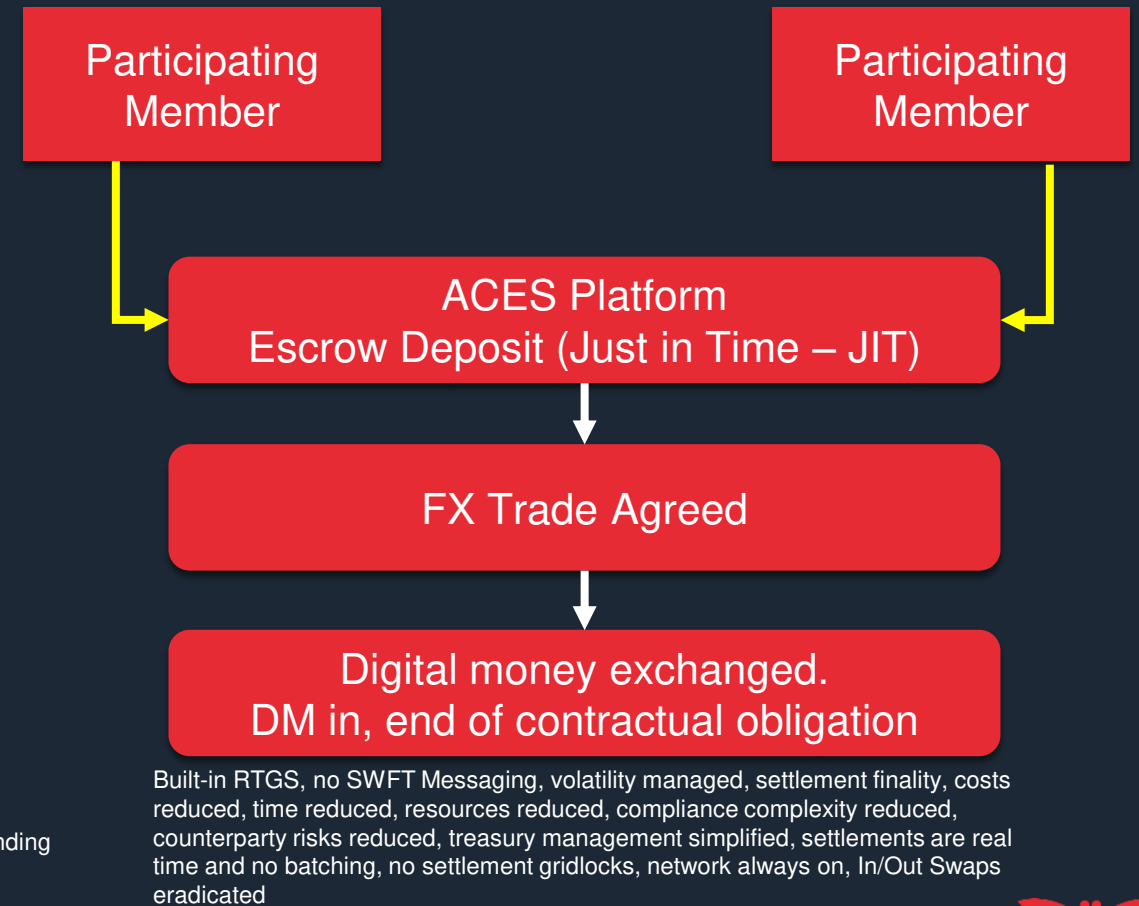 Participating
Member
Participating
Member
ACES Platform
Escrow Deposit (Just in Time – JIT)
FX Trade Agreed
Digital money exchanged.
DM in, end of contractual obligation
Built-in RTGS, no SWFT Messaging, volatility managed, settlement finality, costs
reduced, time reduced, resources reduced, compliance complexity reduced,
counterparty risks reduced, treasury management simplified, settlements are real
time and no batching, no settlement gridlocks, network always on, In/Out Swaps
eradicated